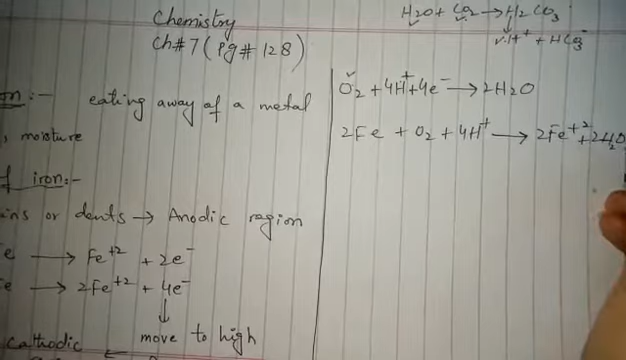 Chemistry
Ch#7 (Pg# 128)
H2O + CO2 → H2CO3
H+ + HCO3-
on:- eating away of a metal
, moisture
f iron:-
ins or dents → Anodic region
e → Fe+2 + 2e-
e → 2Fe+2 + 4e-
↓
cathodic ← move to high
O2 + 4H+ + 4e- → 2H2O
2Fe + O2 + 4H+ → 2Fe+2 + 2H2O